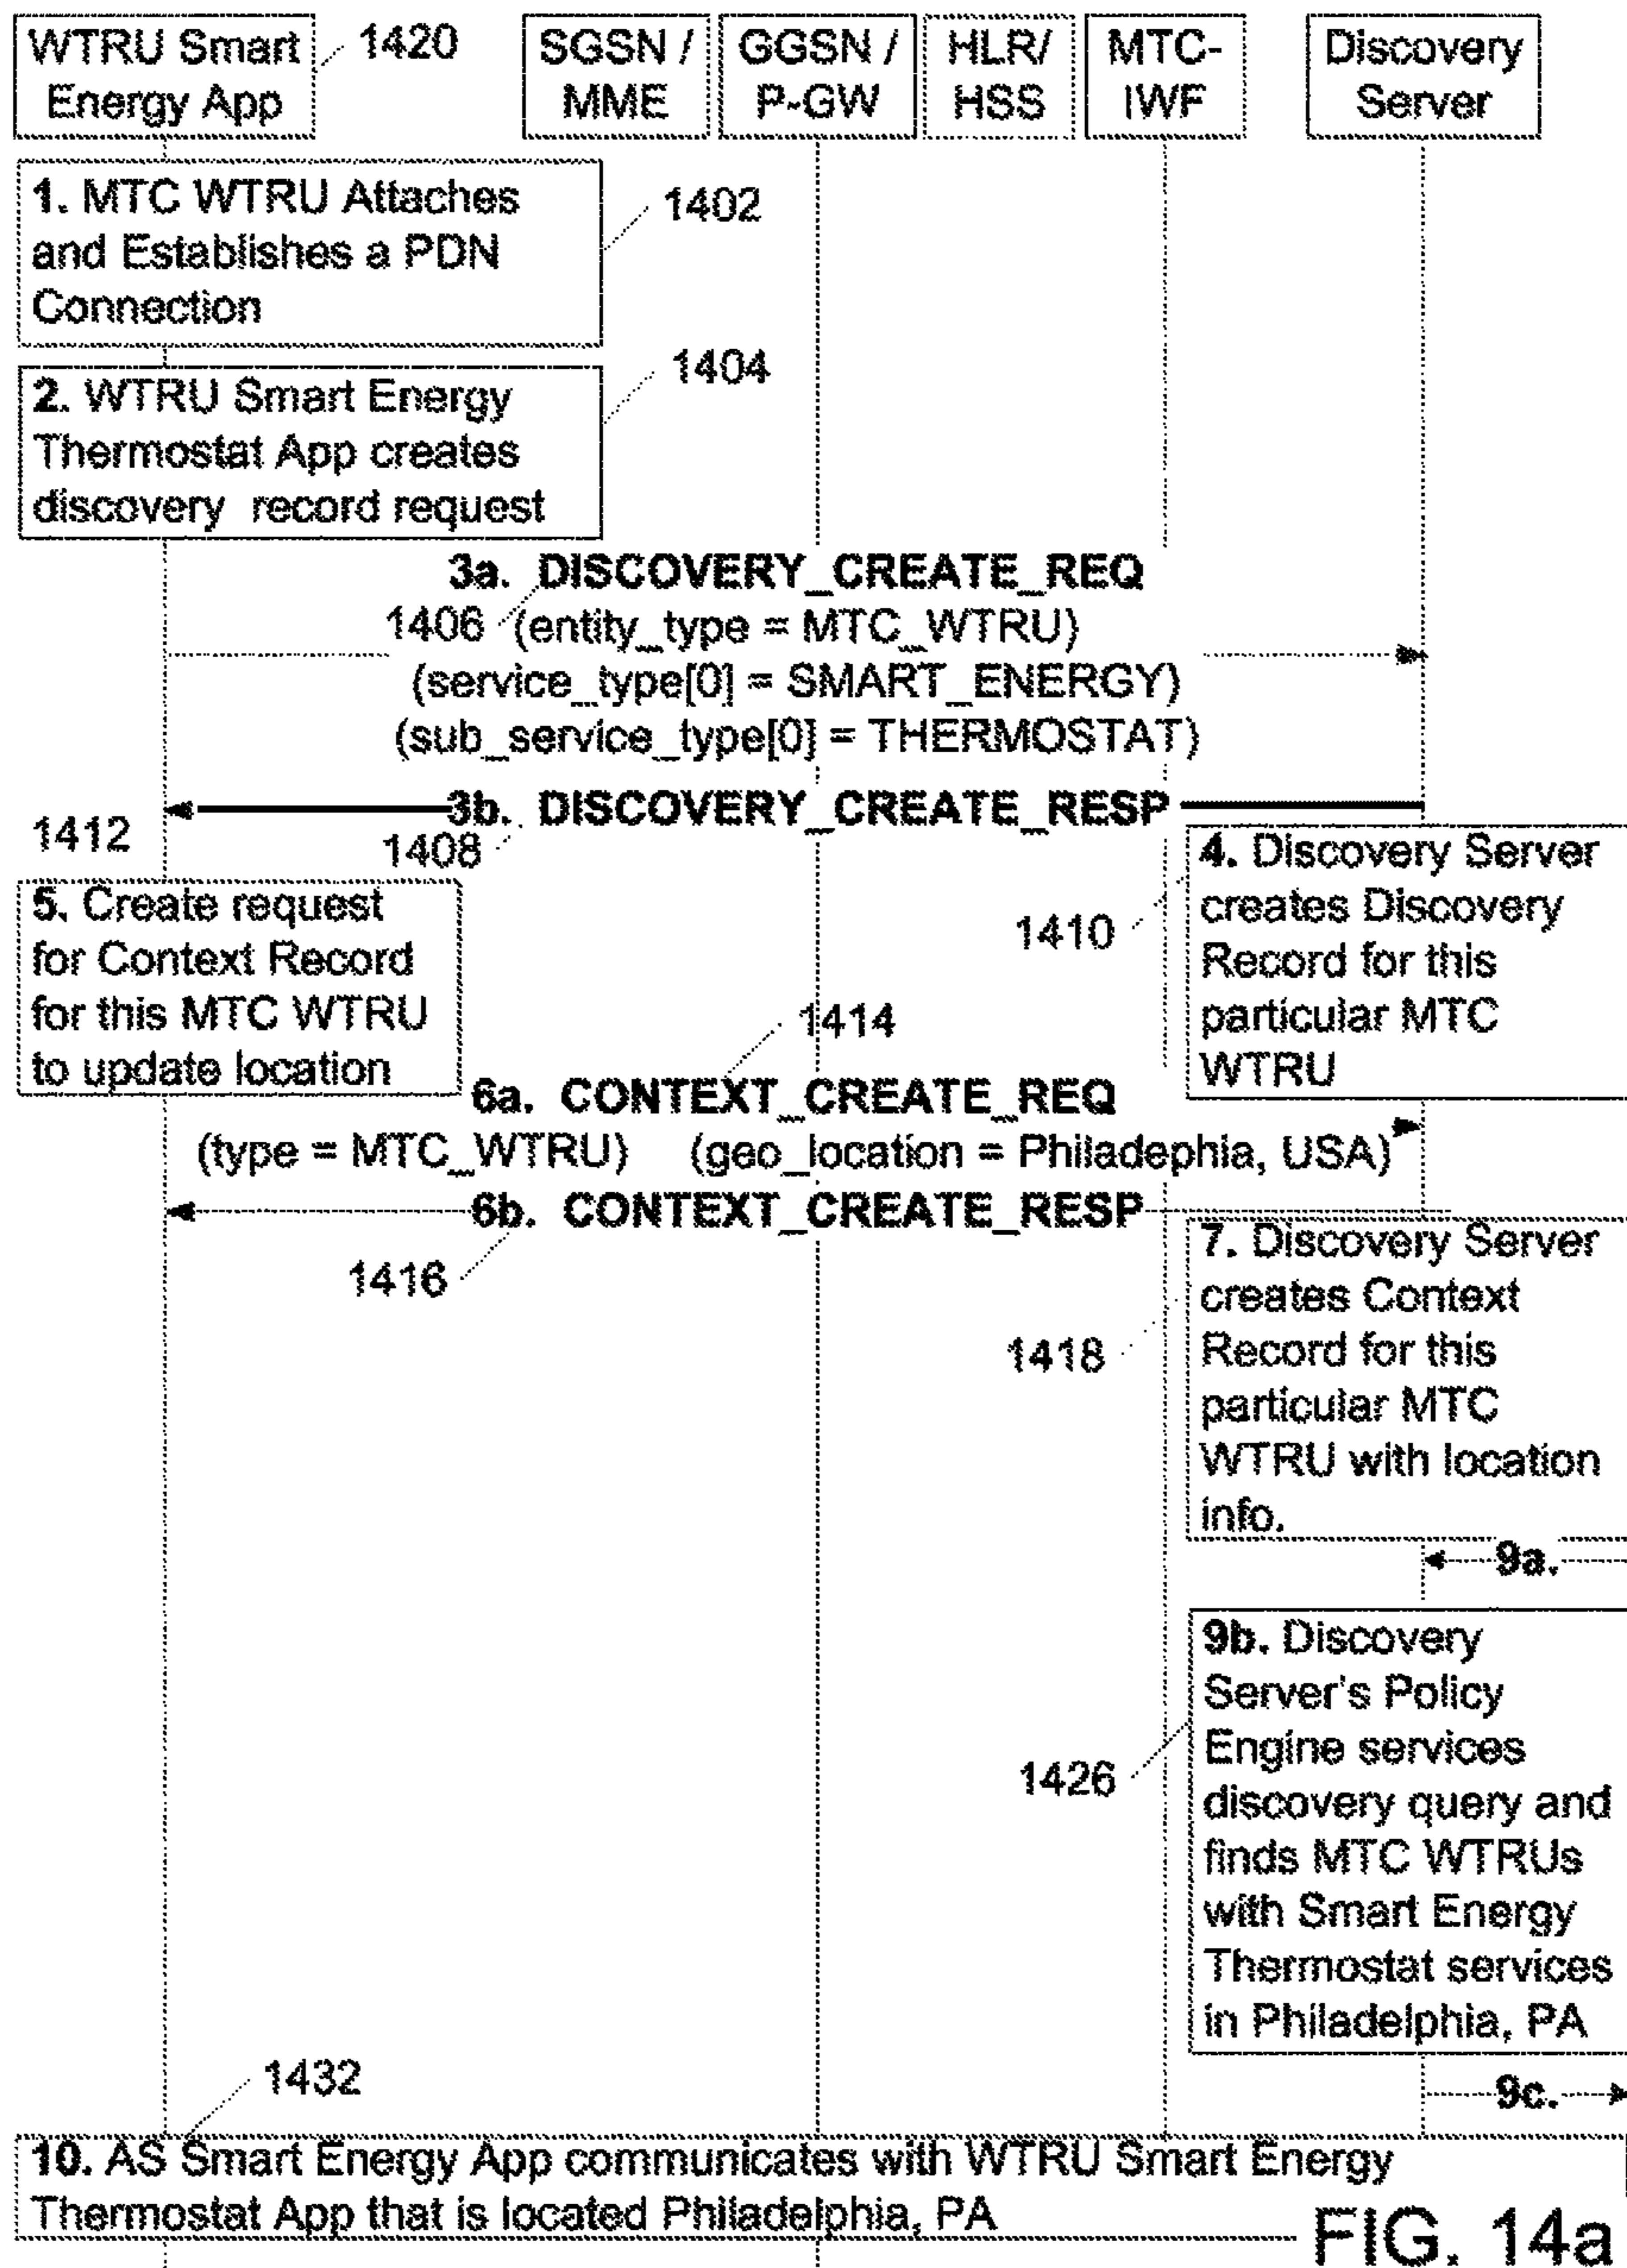 WTRU Smart
Energy App
1420
SGSN /
MME
GGSN /
P-GW
HLR/
HSS
MTC-
IWF
Discovery
Server
1. MTC WTRU Attaches
and Establishes a PDN
Connection
1402
2. WTRU Smart Energy
Thermostat App creates
discovery record request
1404
3a. DISCOVERY_CREATE_REQ
1406 (entity_type = MTC_WTRU)
(service_type[0] = SMART_ENERGY)
(sub_service_type[0] = THERMOSTAT)
3b. DISCOVERY_CREATE_RESP
1412
1408
4. Discovery Server
creates Discovery
Record for this
particular MTC
WTRU
1410
5. Create request
for Context Record
for this MTC WTRU
to update location
1414
6a. CONTEXT_CREATE_REQ
(type = MTC_WTRU) (geo_location = Philadephia, USA)
6b. CONTEXT_CREATE_RESP
1416
7. Discovery Server
creates Context
Record for this
particular MTC
WTRU with location
info.
1418
9a.
9b. Discovery
Server's Policy
Engine services
discovery query and
finds MTC WTRUs
with Smart Energy
Thermostat services
in Philadelphia, PA
1426
9c.
1432
10. AS Smart Energy App communicates with WTRU Smart Energy
Thermostat App that is located Philadelphia, PA
FIG. 14a